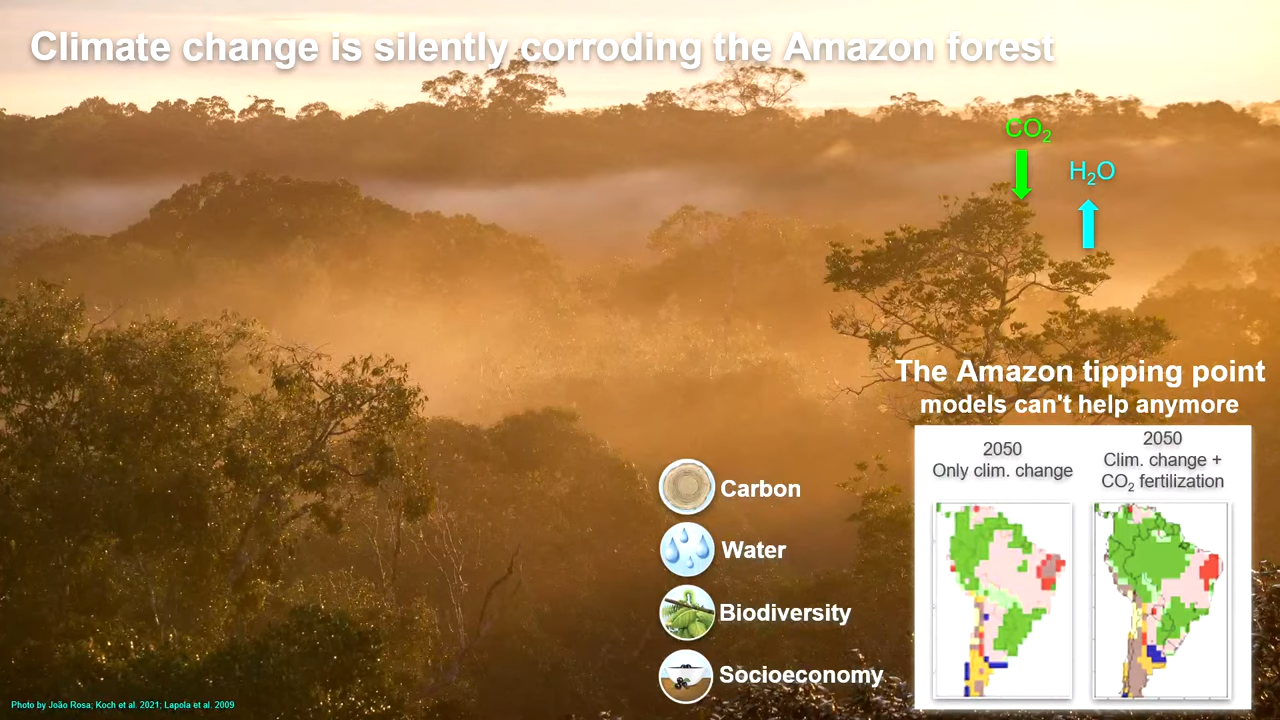 Climate change is silently corroding the Amazon forest
CO₂
H₂O
The Amazon tipping point
models can't help anymore
2050
Only clim. change
2050
Clim. change +
CO₂ fertilization
Carbon
Water
Biodiversity
Socioeconomy
Photo by João Rosa; Koch et al. 2021; Lapola et al. 2009